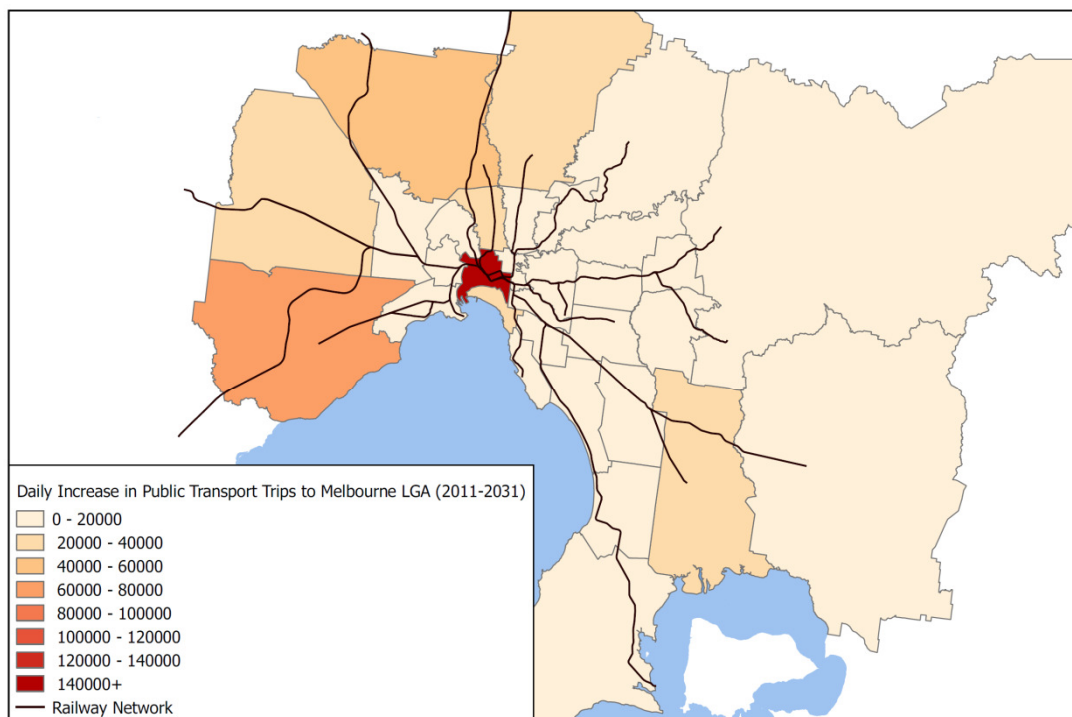 Daily Increase in Public Transport Trips to Melbourne LGA (2011-2031)
0 - 20000
20000 - 40000
40000 - 60000
60000 - 80000
80000 - 100000
100000 - 120000
120000 - 140000
140000+
Railway Network